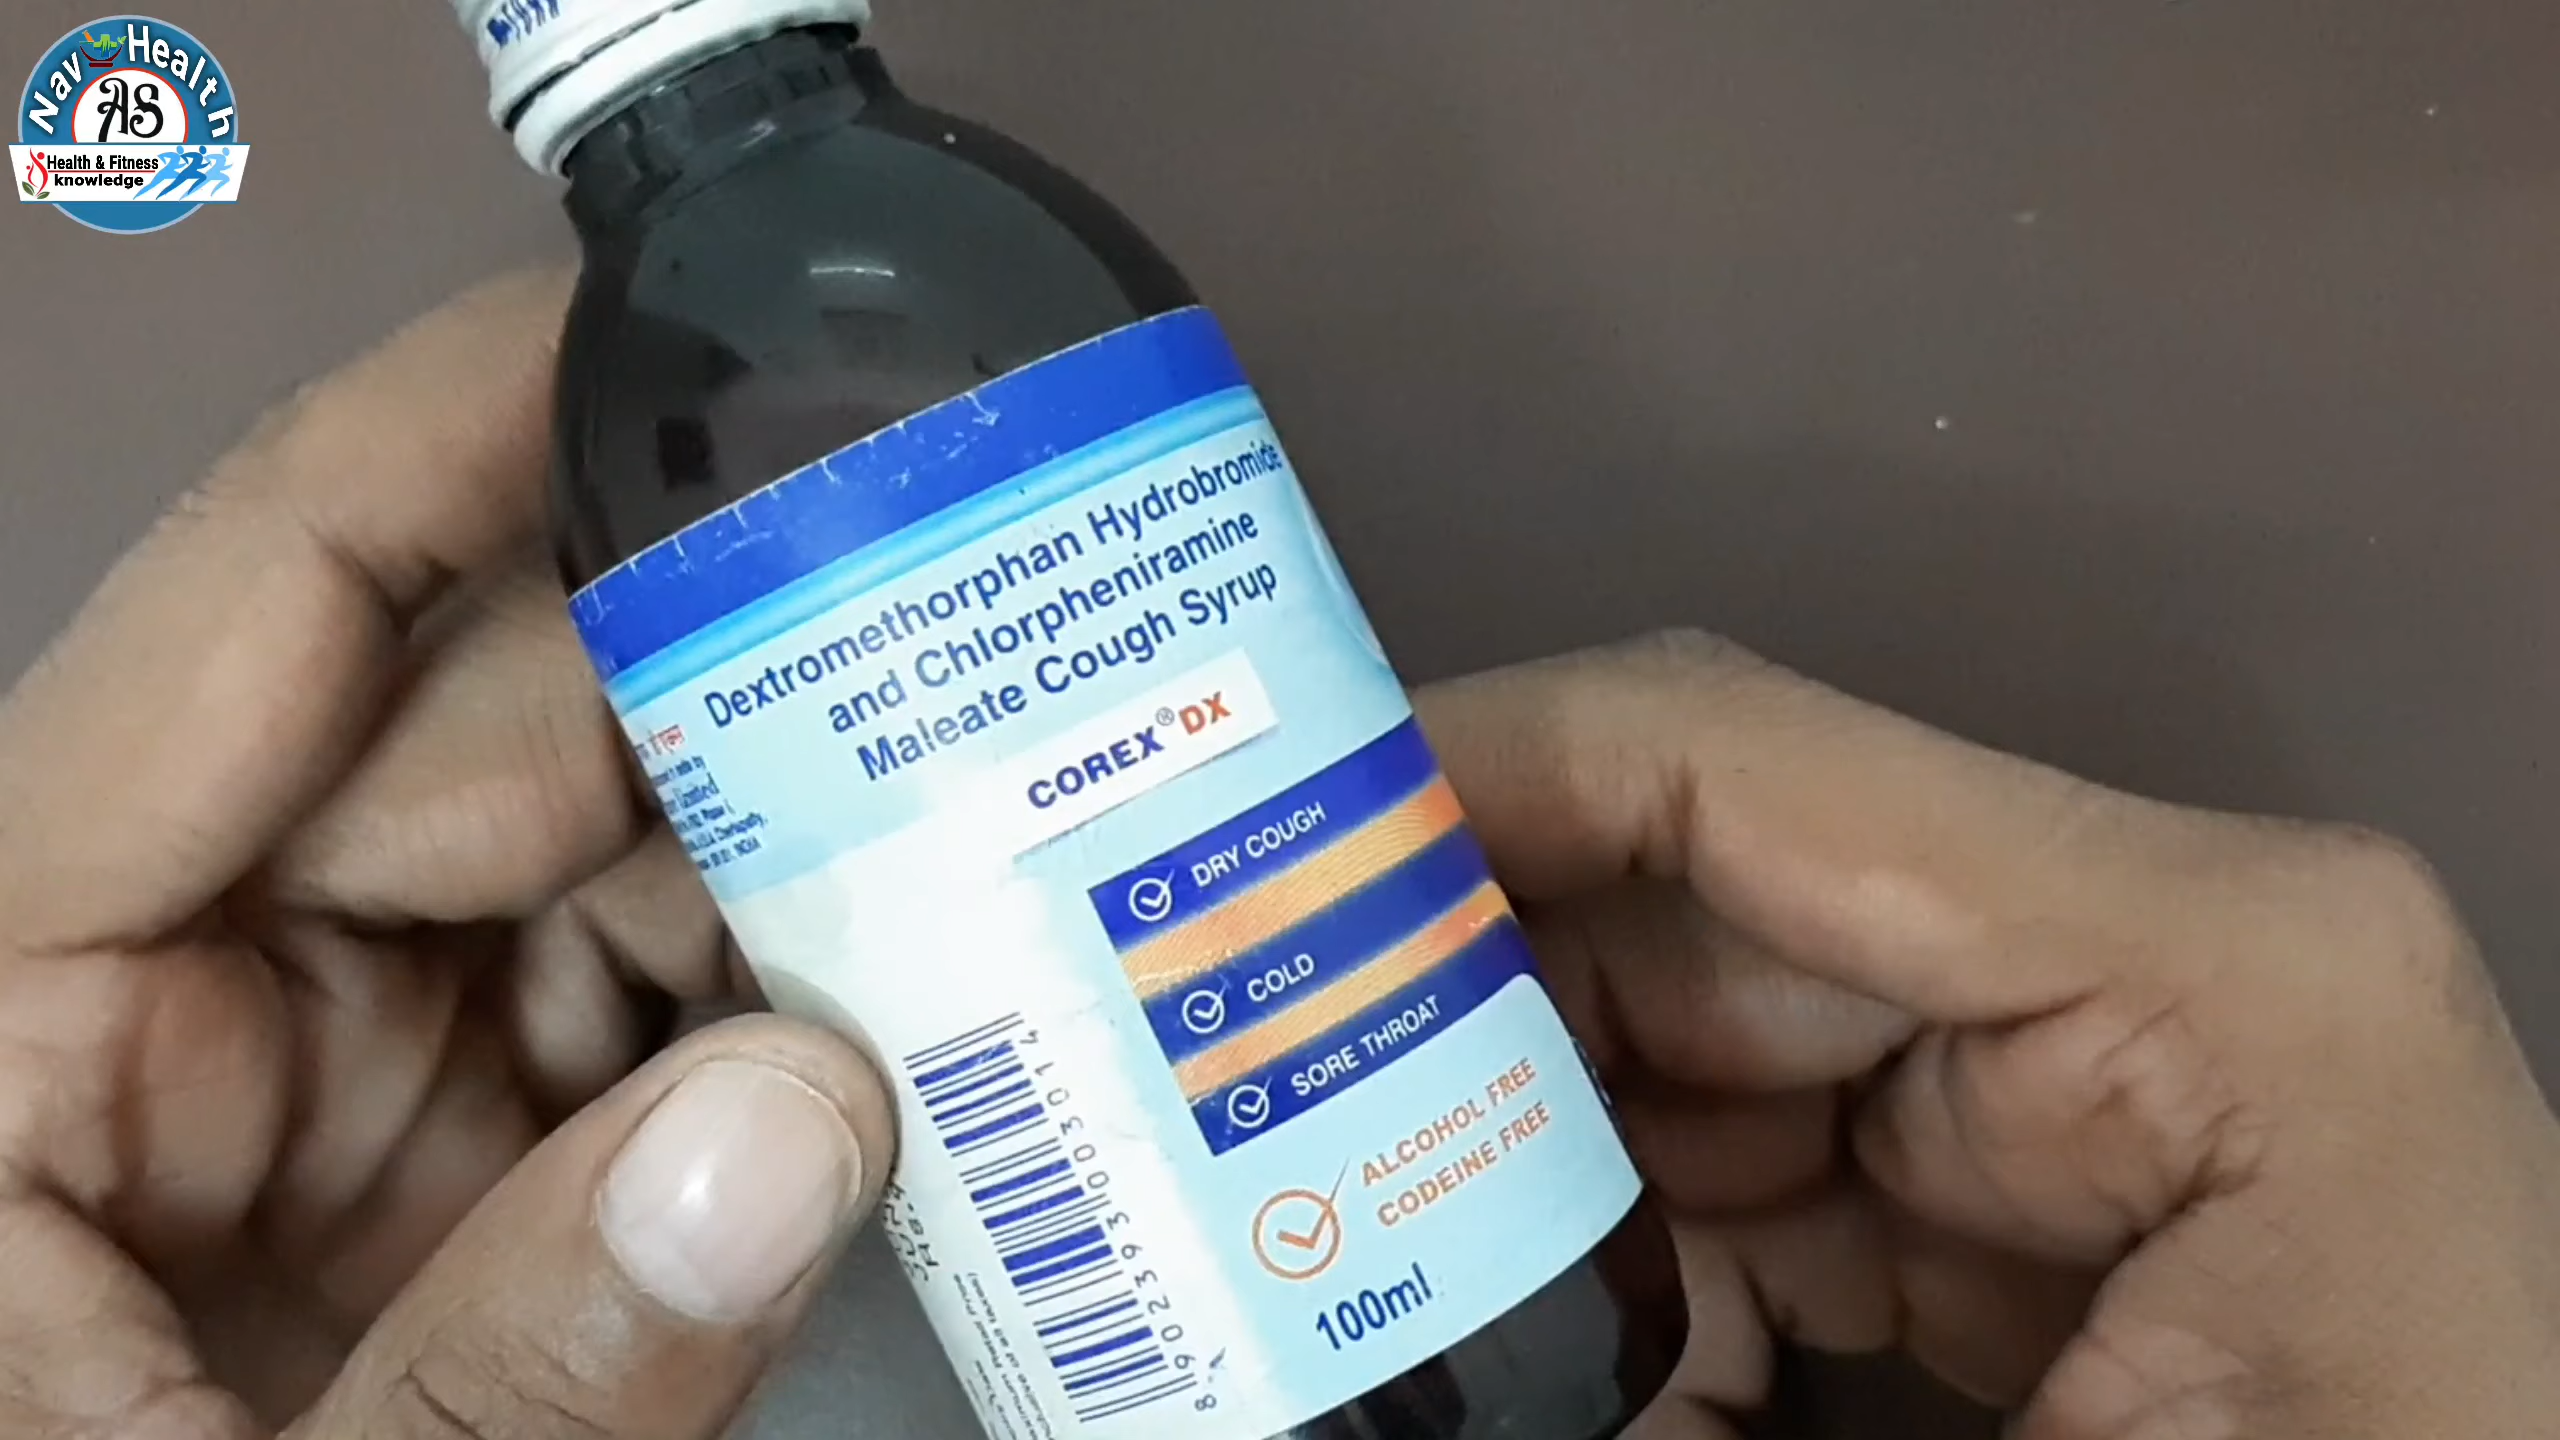 Nav Health
AS
Health & Fitness
knowledge
Dextromethorphan Hydrobromide
and Chlorpheniramine
Maleate Cough Syrup
COREX® DX
DRY COUGH
COLD
SORE THROAT
ALCOHOL FREE
CODEINE FREE
100ml
8 902393 003014